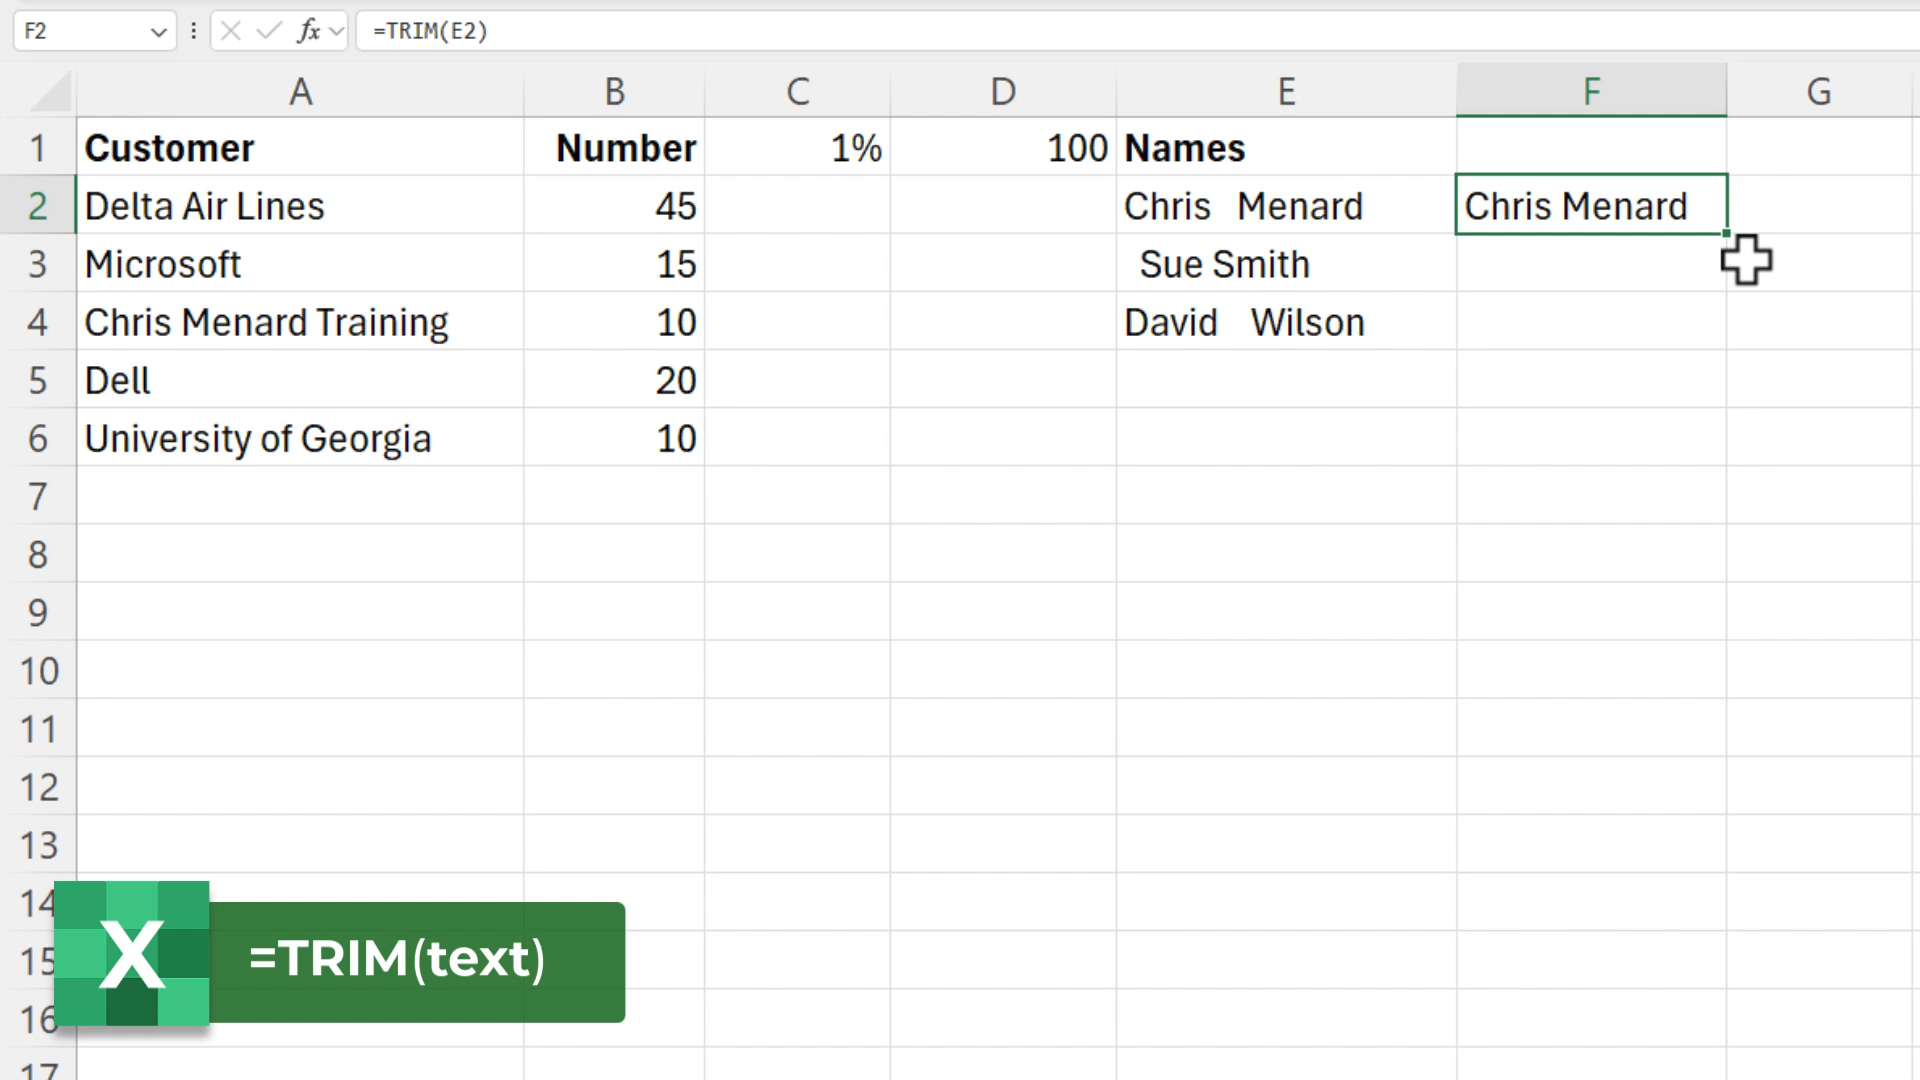 F2 fx =TRIM(E2)
A B C D E F G
1 Customer Number 1% 100 Names
2 Delta Air Lines 45 Chris   Menard Chris Menard
3 Microsoft 15   Sue Smith
4 Chris Menard Training 10 David   Wilson
5 Dell 20
6 University of Georgia 10
7
8
9
10
11
12
13
14
15
16
17
X =TRIM(text)